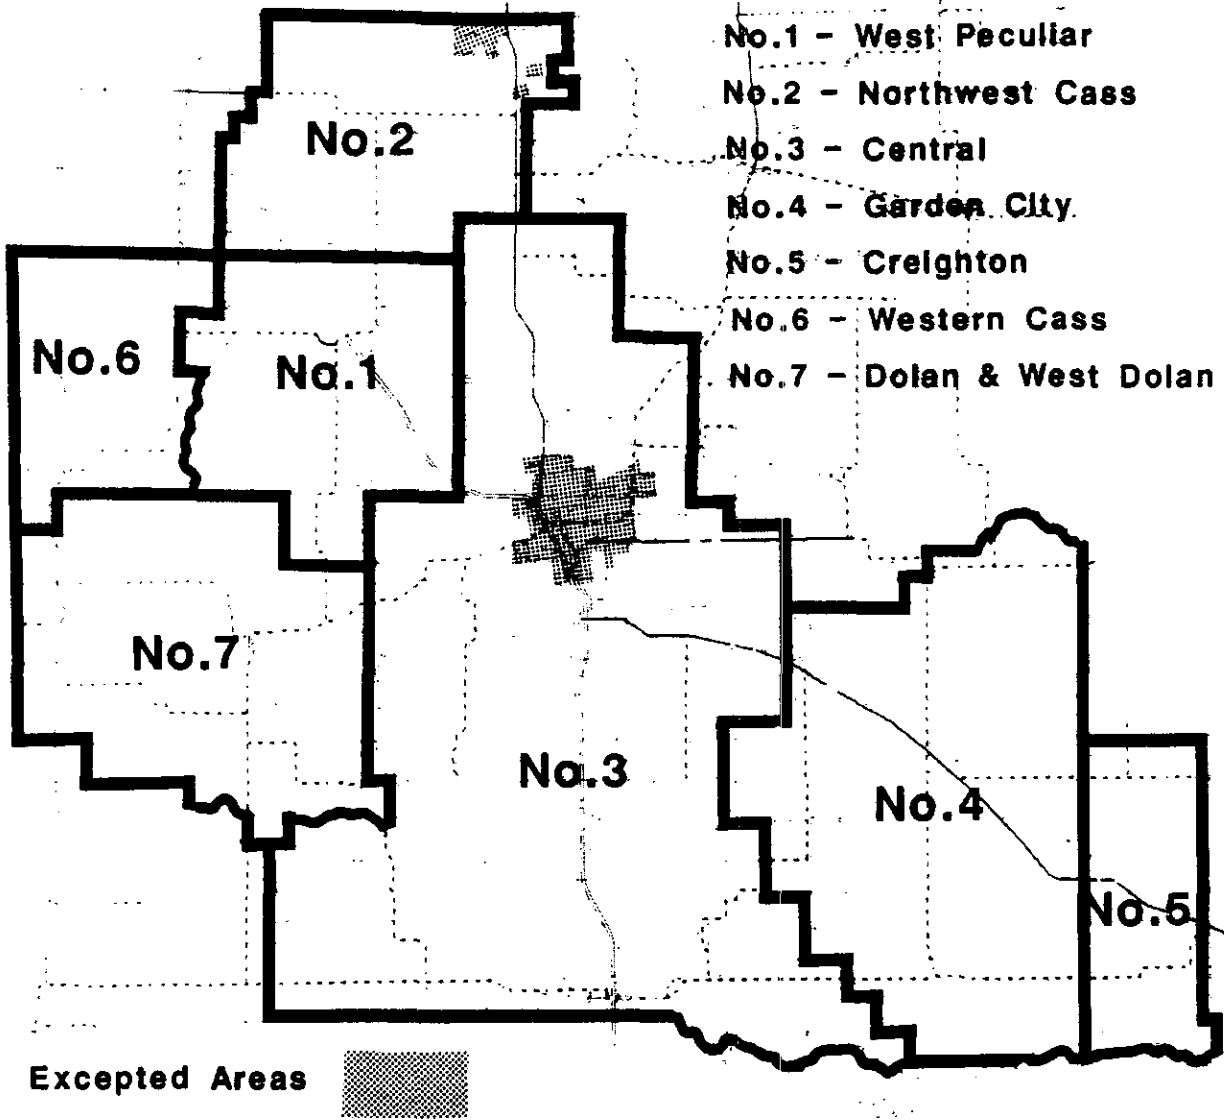 No.1 - West Peculiar
No.2 - Northwest Cass
No.3 - Central
No.4 - Garden City
No.5 - Creighton
No.6 - Western Cass
No.7 - Dolan & West Dolan
No.2
No.6
No.1
No.7
No.3
No.4
No.5
Excepted Areas